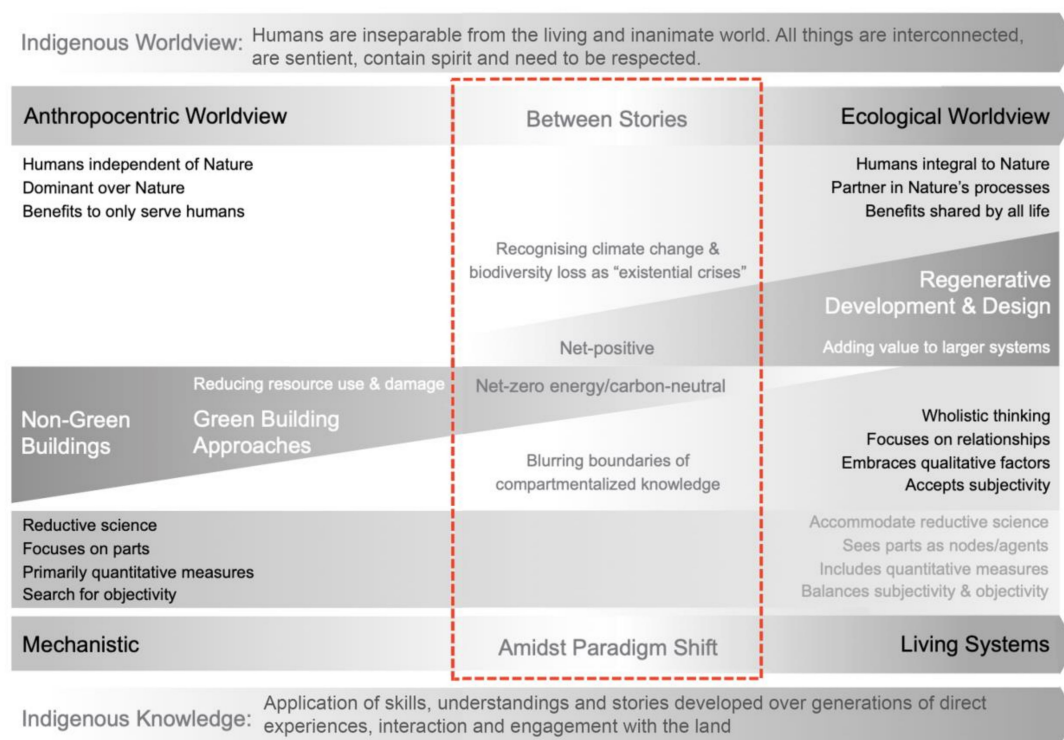 Indigenous Worldview: Humans are inseparable from the living and inanimate world. All things are interconnected,
are sentient, contain spirit and need to be respected.
Anthropocentric Worldview
Between Stories
Ecological Worldview
Humans independent of Nature
Dominant over Nature
Benefits to only serve humans
Humans integral to Nature
Partner in Nature's processes
Benefits shared by all life
Recognising climate change &
biodiversity loss as "existential crises"
Regenerative
Development & Design
Net-positive
Adding value to larger systems
Reducing resource use & damage
Net-zero energy/carbon-neutral
Non-Green
Buildings
Green Building
Approaches
Blurring boundaries of
compartmentalized knowledge
Wholistic thinking
Focuses on relationships
Embraces qualitative factors
Accepts subjectivity
Reductive science
Focuses on parts
Primarily quantitative measures
Search for objectivity
Accommodate reductive science
Sees parts as nodes/agents
Includes quantitative measures
Balances subjectivity & objectivity
Mechanistic
Amidst Paradigm Shift
Living Systems
Indigenous Knowledge: Application of skills, understandings and stories developed over generations of direct
experiences, interaction and engagement with the land